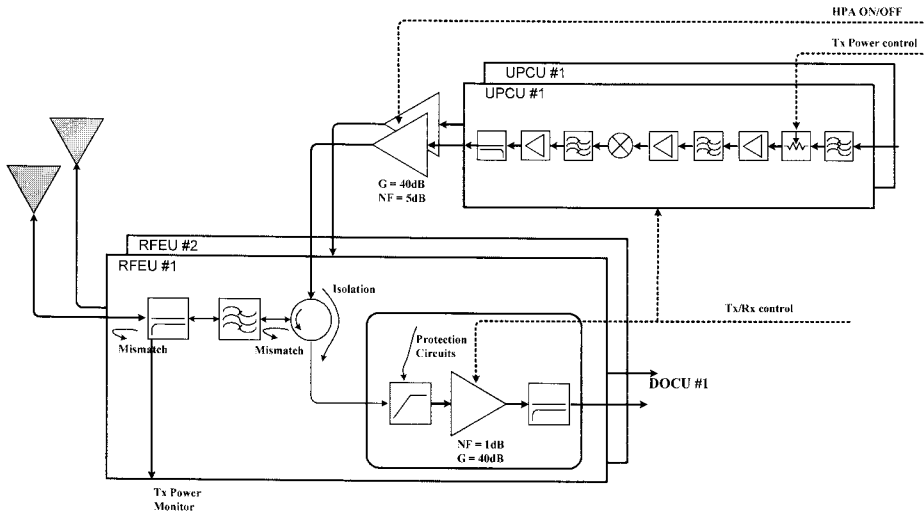 HPA ON/OFF
Tx Power control
UPCU #1
UPCU #1
G = 40dB
NF = 5dB
RFEU #2
RFEU #1
Isolation
Mismatch
Mismatch
Protection
Circuits
Tx/Rx control
DOCU #1
NF = 1dB
G = 40dB
Tx Power
Monitor